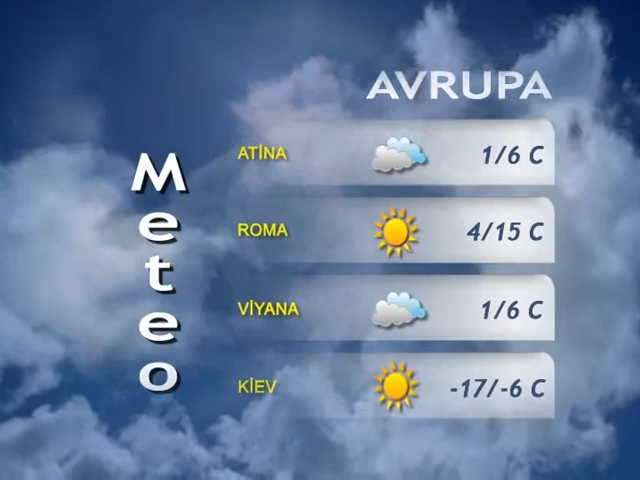 AVRUPA
Meteo
ATİNA 1/6 C
ROMA 4/15 C
VİYANA 1/6 C
KİEV -17/-6 C